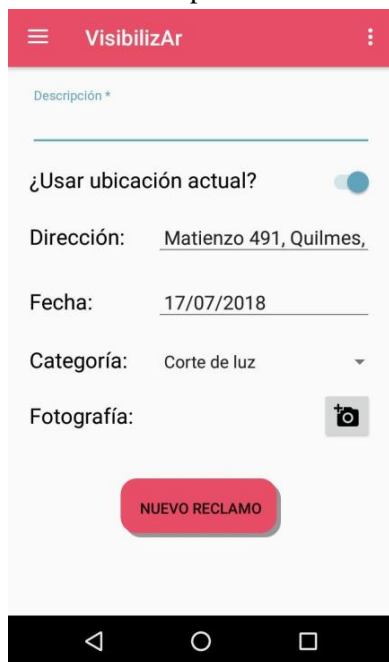 VisibilizAr
Descripción *
¿Usar ubicación actual?
Dirección: Matienzo 491, Quilmes,
Fecha: 17/07/2018
Categoría: Corte de luz
Fotografía:
NUEVO RECLAMO